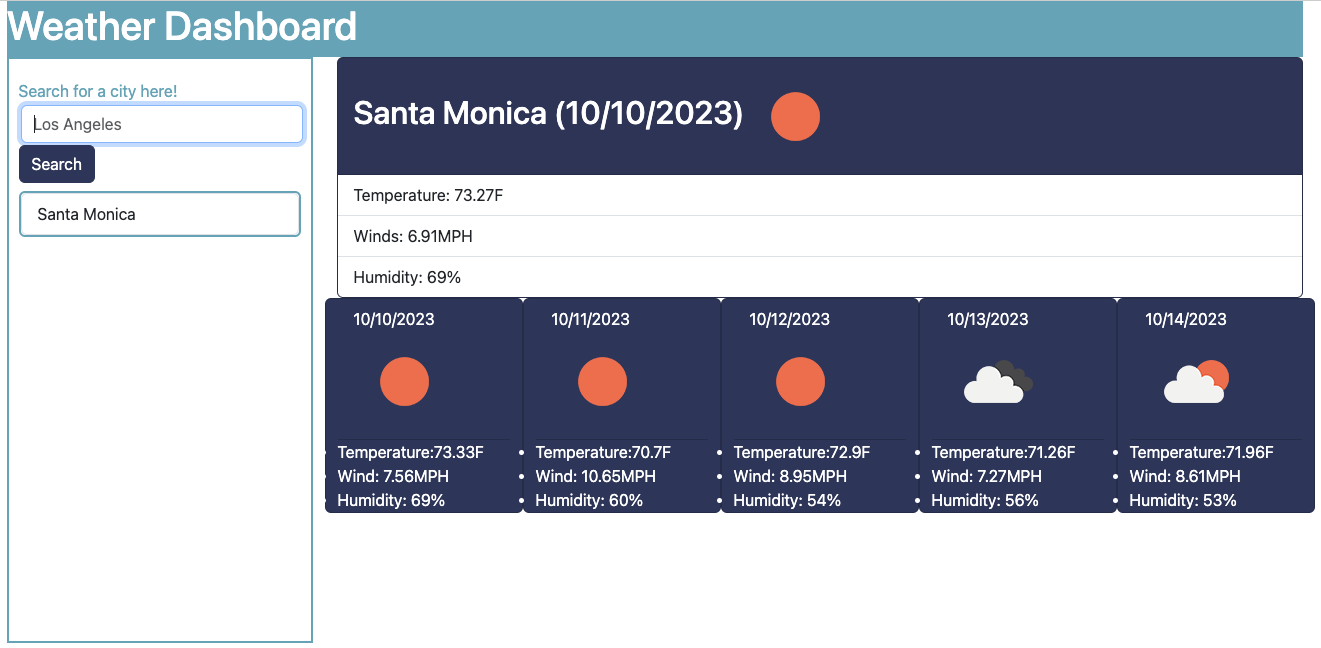 Weather Dashboard
Search for a city here!
Los Angeles
Search
Santa Monica
Santa Monica (10/10/2023)
Temperature: 73.27F
Winds: 6.91MPH
Humidity: 69%
10/10/2023
Temperature:73.33F
Wind: 7.56MPH
Humidity: 69%
10/11/2023
Temperature:70.7F
Wind: 10.65MPH
Humidity: 60%
10/12/2023
Temperature:72.9F
Wind: 8.95MPH
Humidity: 54%
10/13/2023
Temperature:71.26F
Wind: 7.27MPH
Humidity: 56%
10/14/2023
Temperature:71.96F
Wind: 8.61MPH
Humidity: 53%